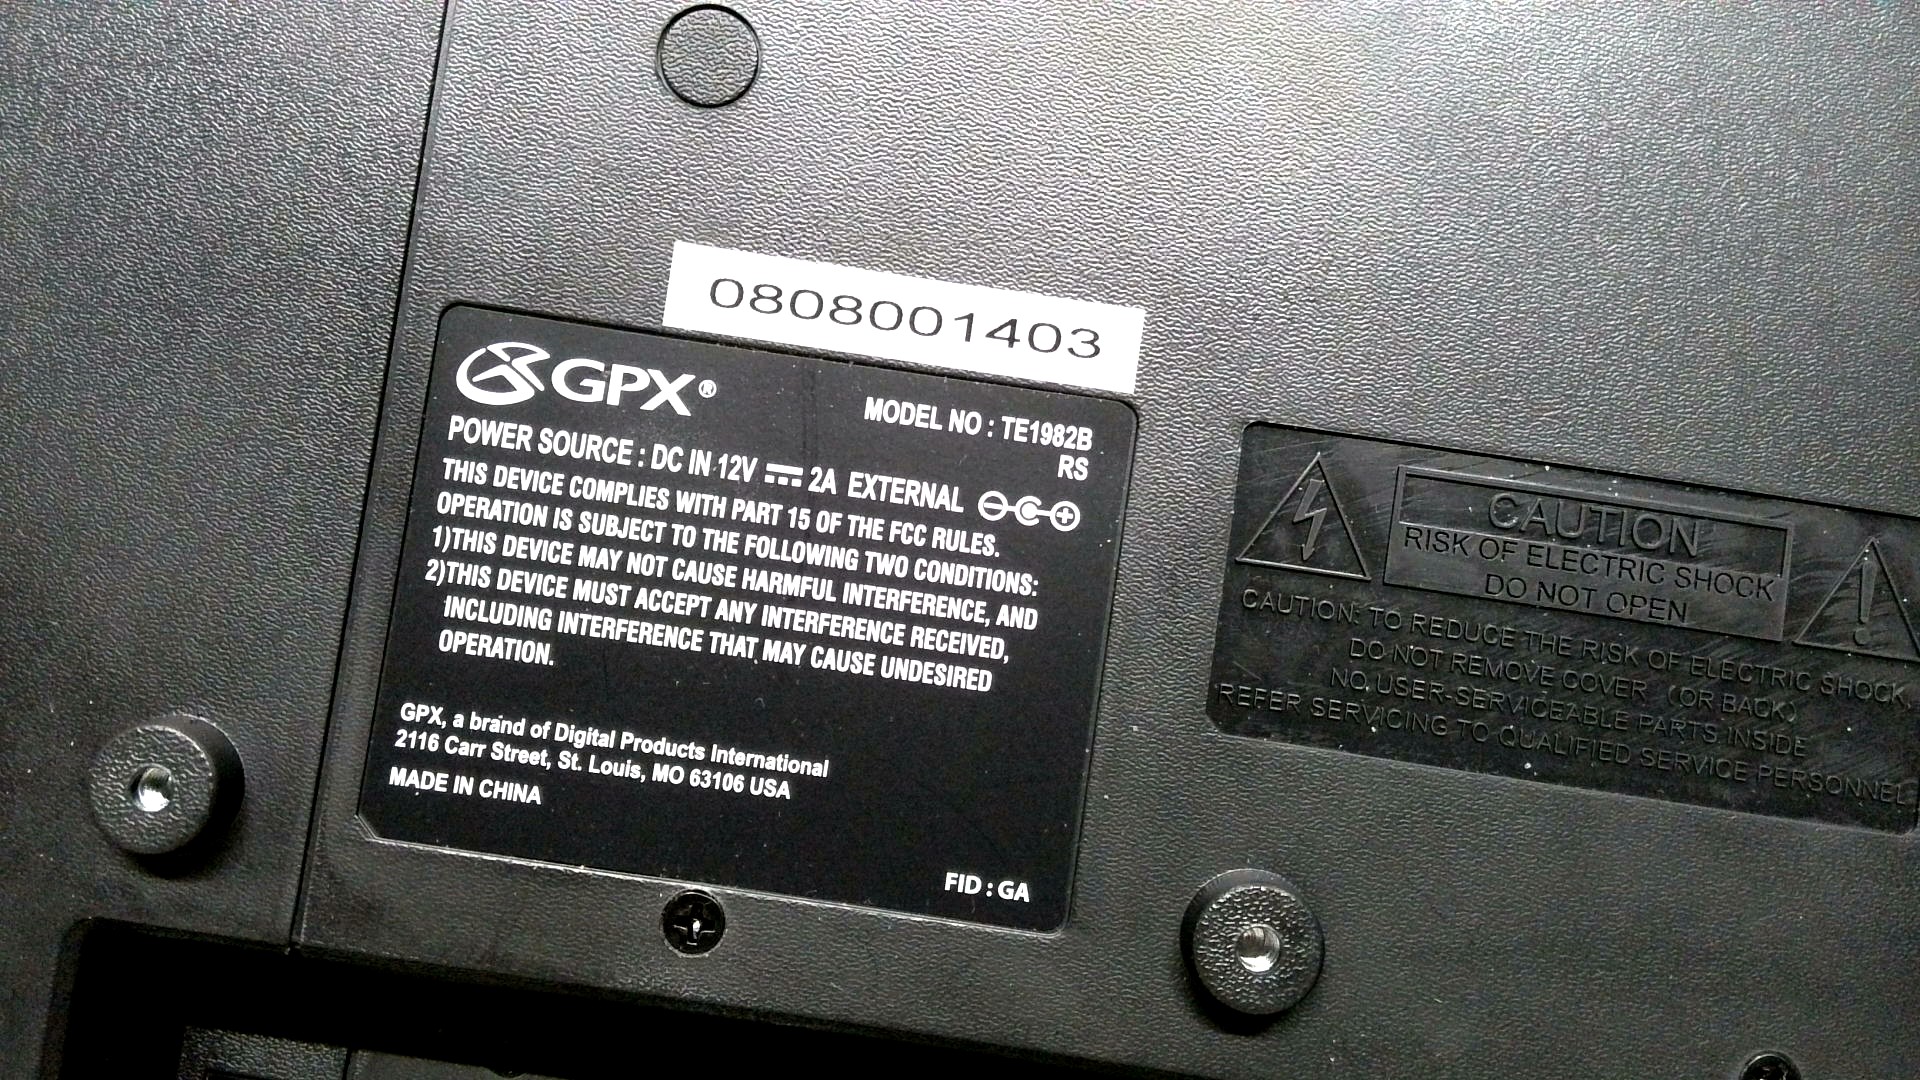 0808001403
GPX®
MODEL NO : TE1982B
RS
POWER SOURCE : DC IN 12V ⎓ 2A EXTERNAL
THIS DEVICE COMPLIES WITH PART 15 OF THE FCC RULES.
OPERATION IS SUBJECT TO THE FOLLOWING TWO CONDITIONS:
1)THIS DEVICE MAY NOT CAUSE HARMFUL INTERFERENCE, AND
2)THIS DEVICE MUST ACCEPT ANY INTERFERENCE RECEIVED,
INCLUDING INTERFERENCE THAT MAY CAUSE UNDESIRED
OPERATION.
GPX, a brand of Digital Products International
2116 Carr Street, St. Louis, MO 63106 USA
MADE IN CHINA
FID : GA
CAUTION
RISK OF ELECTRIC SHOCK
DO NOT OPEN
CAUTION: TO REDUCE THE RISK OF ELECTRIC SHOCK,
DO NOT REMOVE COVER (OR BACK)
NO USER-SERVICEABLE PARTS INSIDE
REFER SERVICING TO QUALIFIED SERVICE PERSONNEL